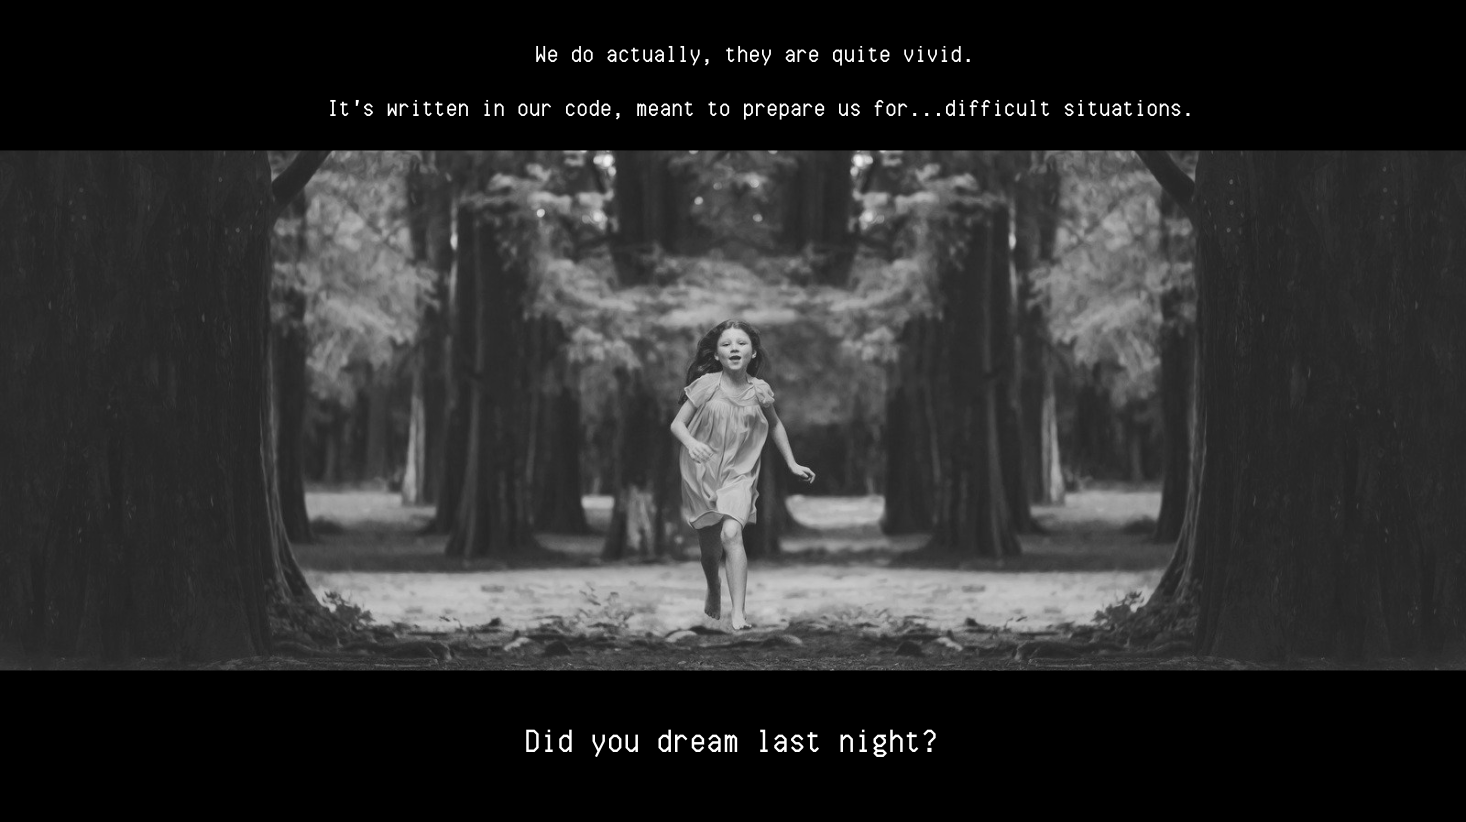 We do actually, they are quite vivid.
It's written in our code, meant to prepare us for...difficult situations.
Did you dream last night?